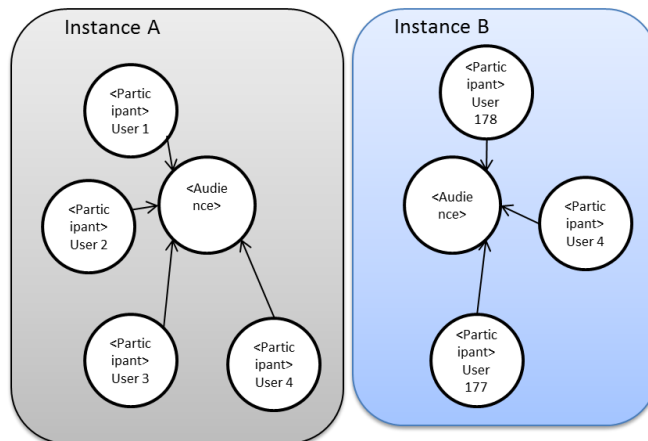 Instance A
<Partic
ipant>
User 1
<Partic
ipant>
User 2
<Audie
nce>
<Partic
ipant>
User 3
<Partic
ipant>
User 4
Instance B
<Partic
ipant>
User
178
<Audie
nce>
<Partic
ipant>
User 4
<Partic
ipant>
User
177